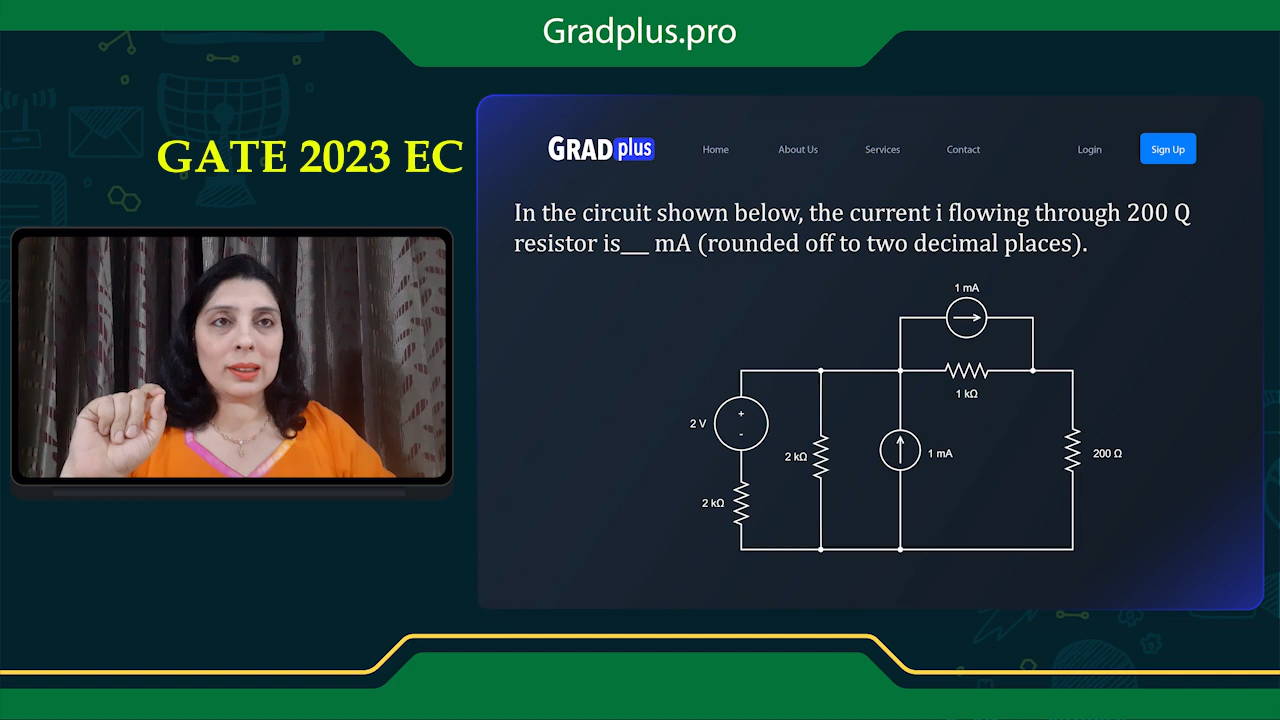 Gradplus.pro
GATE 2023 EC
GRAD plus
Home
About Us
Services
Contact
Login
Sign Up
In the circuit shown below, the current i flowing through 200 Q
resistor is__ mA (rounded off to two decimal places).
1 mA
1 kΩ
2 V
+
-
2 kΩ
1 mA
200 Ω
2 kΩ